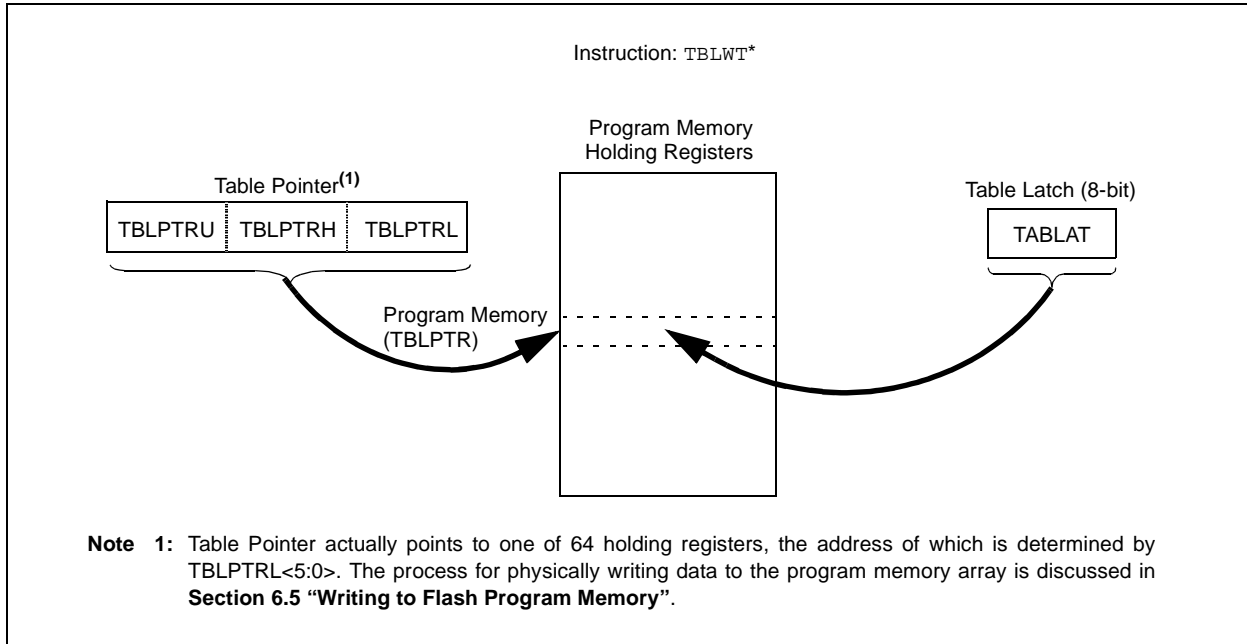 Instruction: TBLWT*
Program Memory
Holding Registers
Table Pointer(1)
Table Latch (8-bit)
TBLPTRU TBLPTRH TBLPTRL
TABLAT
Program Memory
(TBLPTR)
Note 1: Table Pointer actually points to one of 64 holding registers, the address of which is determined by
TBLPTRL<5:0>. The process for physically writing data to the program memory array is discussed in
Section 6.5 “Writing to Flash Program Memory”.